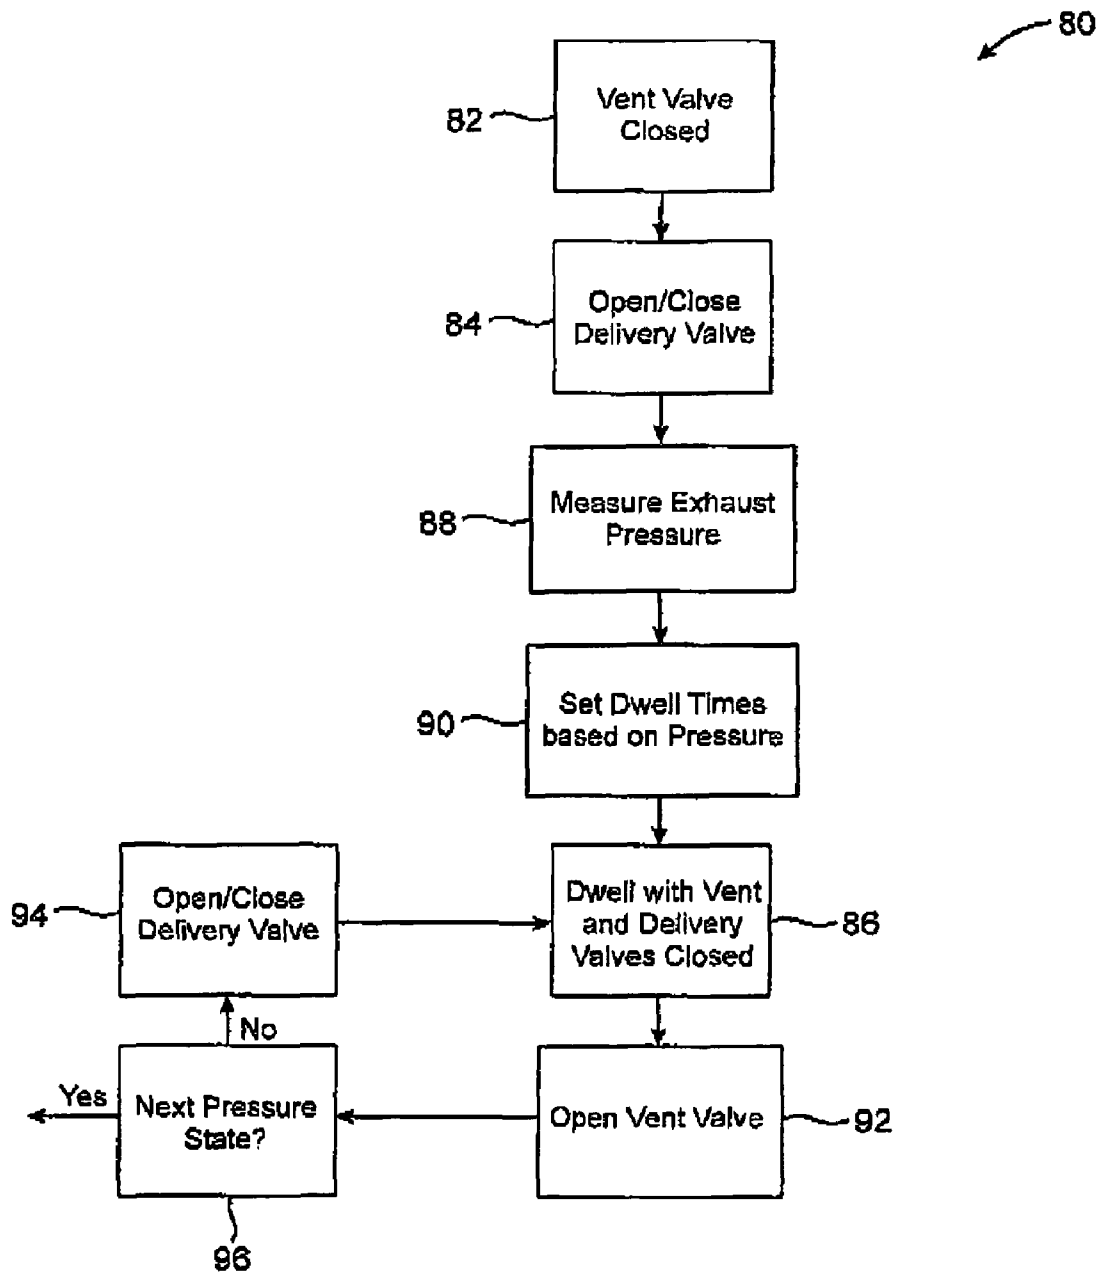 80
Vent Valve
Closed
82
Open/Close
Delivery Valve
84
Measure Exhaust
Pressure
88
Set Dwell Times
based on Pressure
90
Open/Close
Delivery Valve
94
Dwell with Vent
and Delivery
Valves Closed
86
No
Yes
Next Pressure
State?
96
Open Vent Valve
92